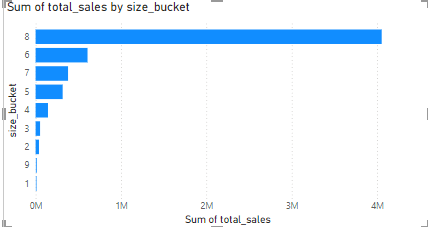 Sum of total_sales by size_bucket
size_bucket
8
6
7
5
4
3
2
9
1
0M 1M 2M 3M 4M
Sum of total_sales